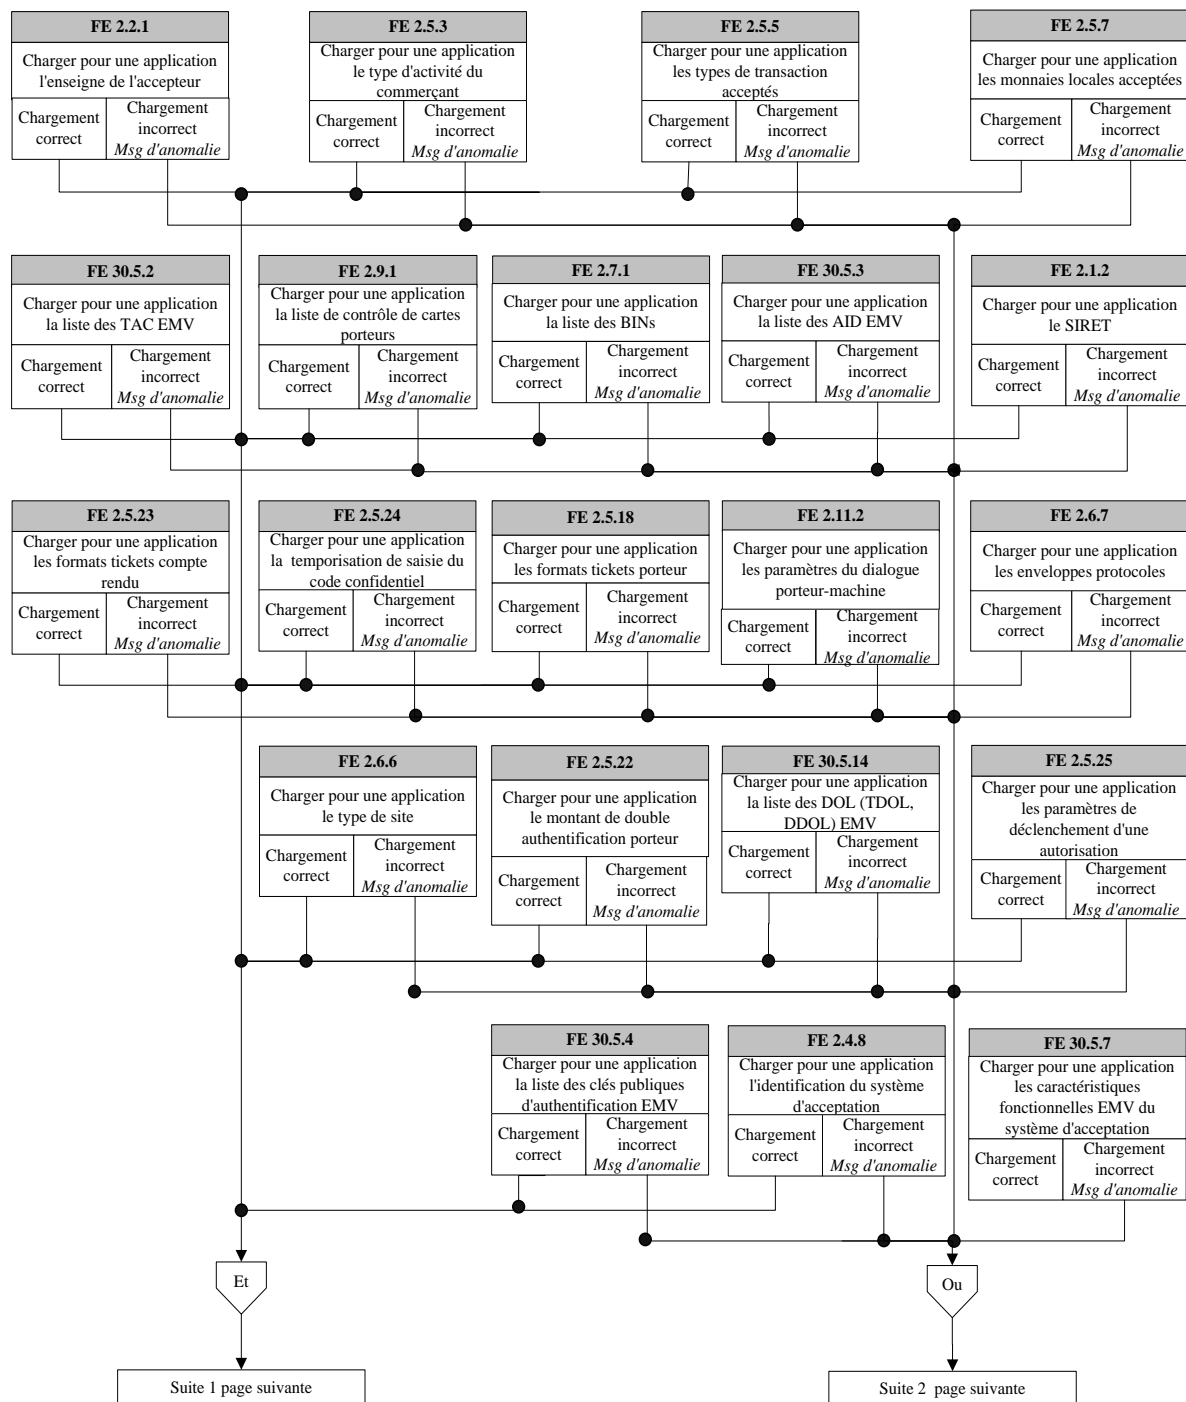 FE 2.2.1
Charger pour une application
l'enseigne de l'accepteur
Chargement
correct
Chargement
incorrect
Msg d'anomalie
FE 2.5.3
Charger pour une application
le type d'activité du
commerçant
Chargement
correct
Chargement
incorrect
Msg d'anomalie
FE 2.5.5
Charger pour une application
les types de transaction
acceptés
Chargement
correct
Chargement
incorrect
Msg d'anomalie
FE 2.5.7
Charger pour une application
les monnaies locales acceptées
Chargement
correct
Chargement
incorrect
Msg d'anomalie
FE 30.5.2
Charger pour une application
la liste des TAC EMV
Chargement
correct
Chargement
incorrect
Msg d'anomalie
FE 2.9.1
Charger pour une application
la liste de contrôle de cartes
porteurs
Chargement
correct
Chargement
incorrect
Msg d'anomalie
FE 2.7.1
Charger pour une application
la liste des BINs
Chargement
correct
Chargement
incorrect
Msg d'anomalie
FE 30.5.3
Charger pour une application
la liste des AID EMV
Chargement
correct
Chargement
incorrect
Msg d'anomalie
FE 2.1.2
Charger pour une application
le SIRET
Chargement
correct
Chargement
incorrect
Msg d'anomalie
FE 2.5.23
Charger pour une application
les formats tickets compte
rendu
Chargement
correct
Chargement
incorrect
Msg d'anomalie
FE 2.5.24
Charger pour une application
la temporisation de saisie du
code confidentiel
Chargement
correct
Chargement
incorrect
Msg d'anomalie
FE 2.5.18
Charger pour une application
les formats tickets porteur
Chargement
correct
Chargement
incorrect
Msg d'anomalie
FE 2.11.2
Charger pour une application
les paramètres du dialogue
porteur-machine
Chargement
correct
Chargement
incorrect
Msg d'anomalie
FE 2.6.7
Charger pour une application
les enveloppes protocoles
Chargement
correct
Chargement
incorrect
Msg d'anomalie
FE 2.6.6
Charger pour une application
le type de site
Chargement
correct
Chargement
incorrect
Msg d'anomalie
FE 2.5.22
Charger pour une application
le montant de double
authentification porteur
Chargement
correct
Chargement
incorrect
Msg d'anomalie
FE 30.5.14
Charger pour une application
la liste des DOL (TDOL,
DDOL) EMV
Chargement
correct
Chargement
incorrect
Msg d'anomalie
FE 2.5.25
Charger pour une application
les paramètres de
déclenchement d'une
autorisation
Chargement
correct
Chargement
incorrect
Msg d'anomalie
FE 30.5.4
Charger pour une application
la liste des clés publiques
d'authentification EMV
Chargement
correct
Chargement
incorrect
Msg d'anomalie
FE 2.4.8
Charger pour une application
l'identification du système
d'acceptation
Chargement
correct
Chargement
incorrect
Msg d'anomalie
FE 30.5.7
Charger pour une application
les caractéristiques
fonctionnelles EMV du
système d'acceptation
Chargement
correct
Chargement
incorrect
Msg d'anomalie
Et
Ou
Suite 1 page suivante
Suite 2 page suivante